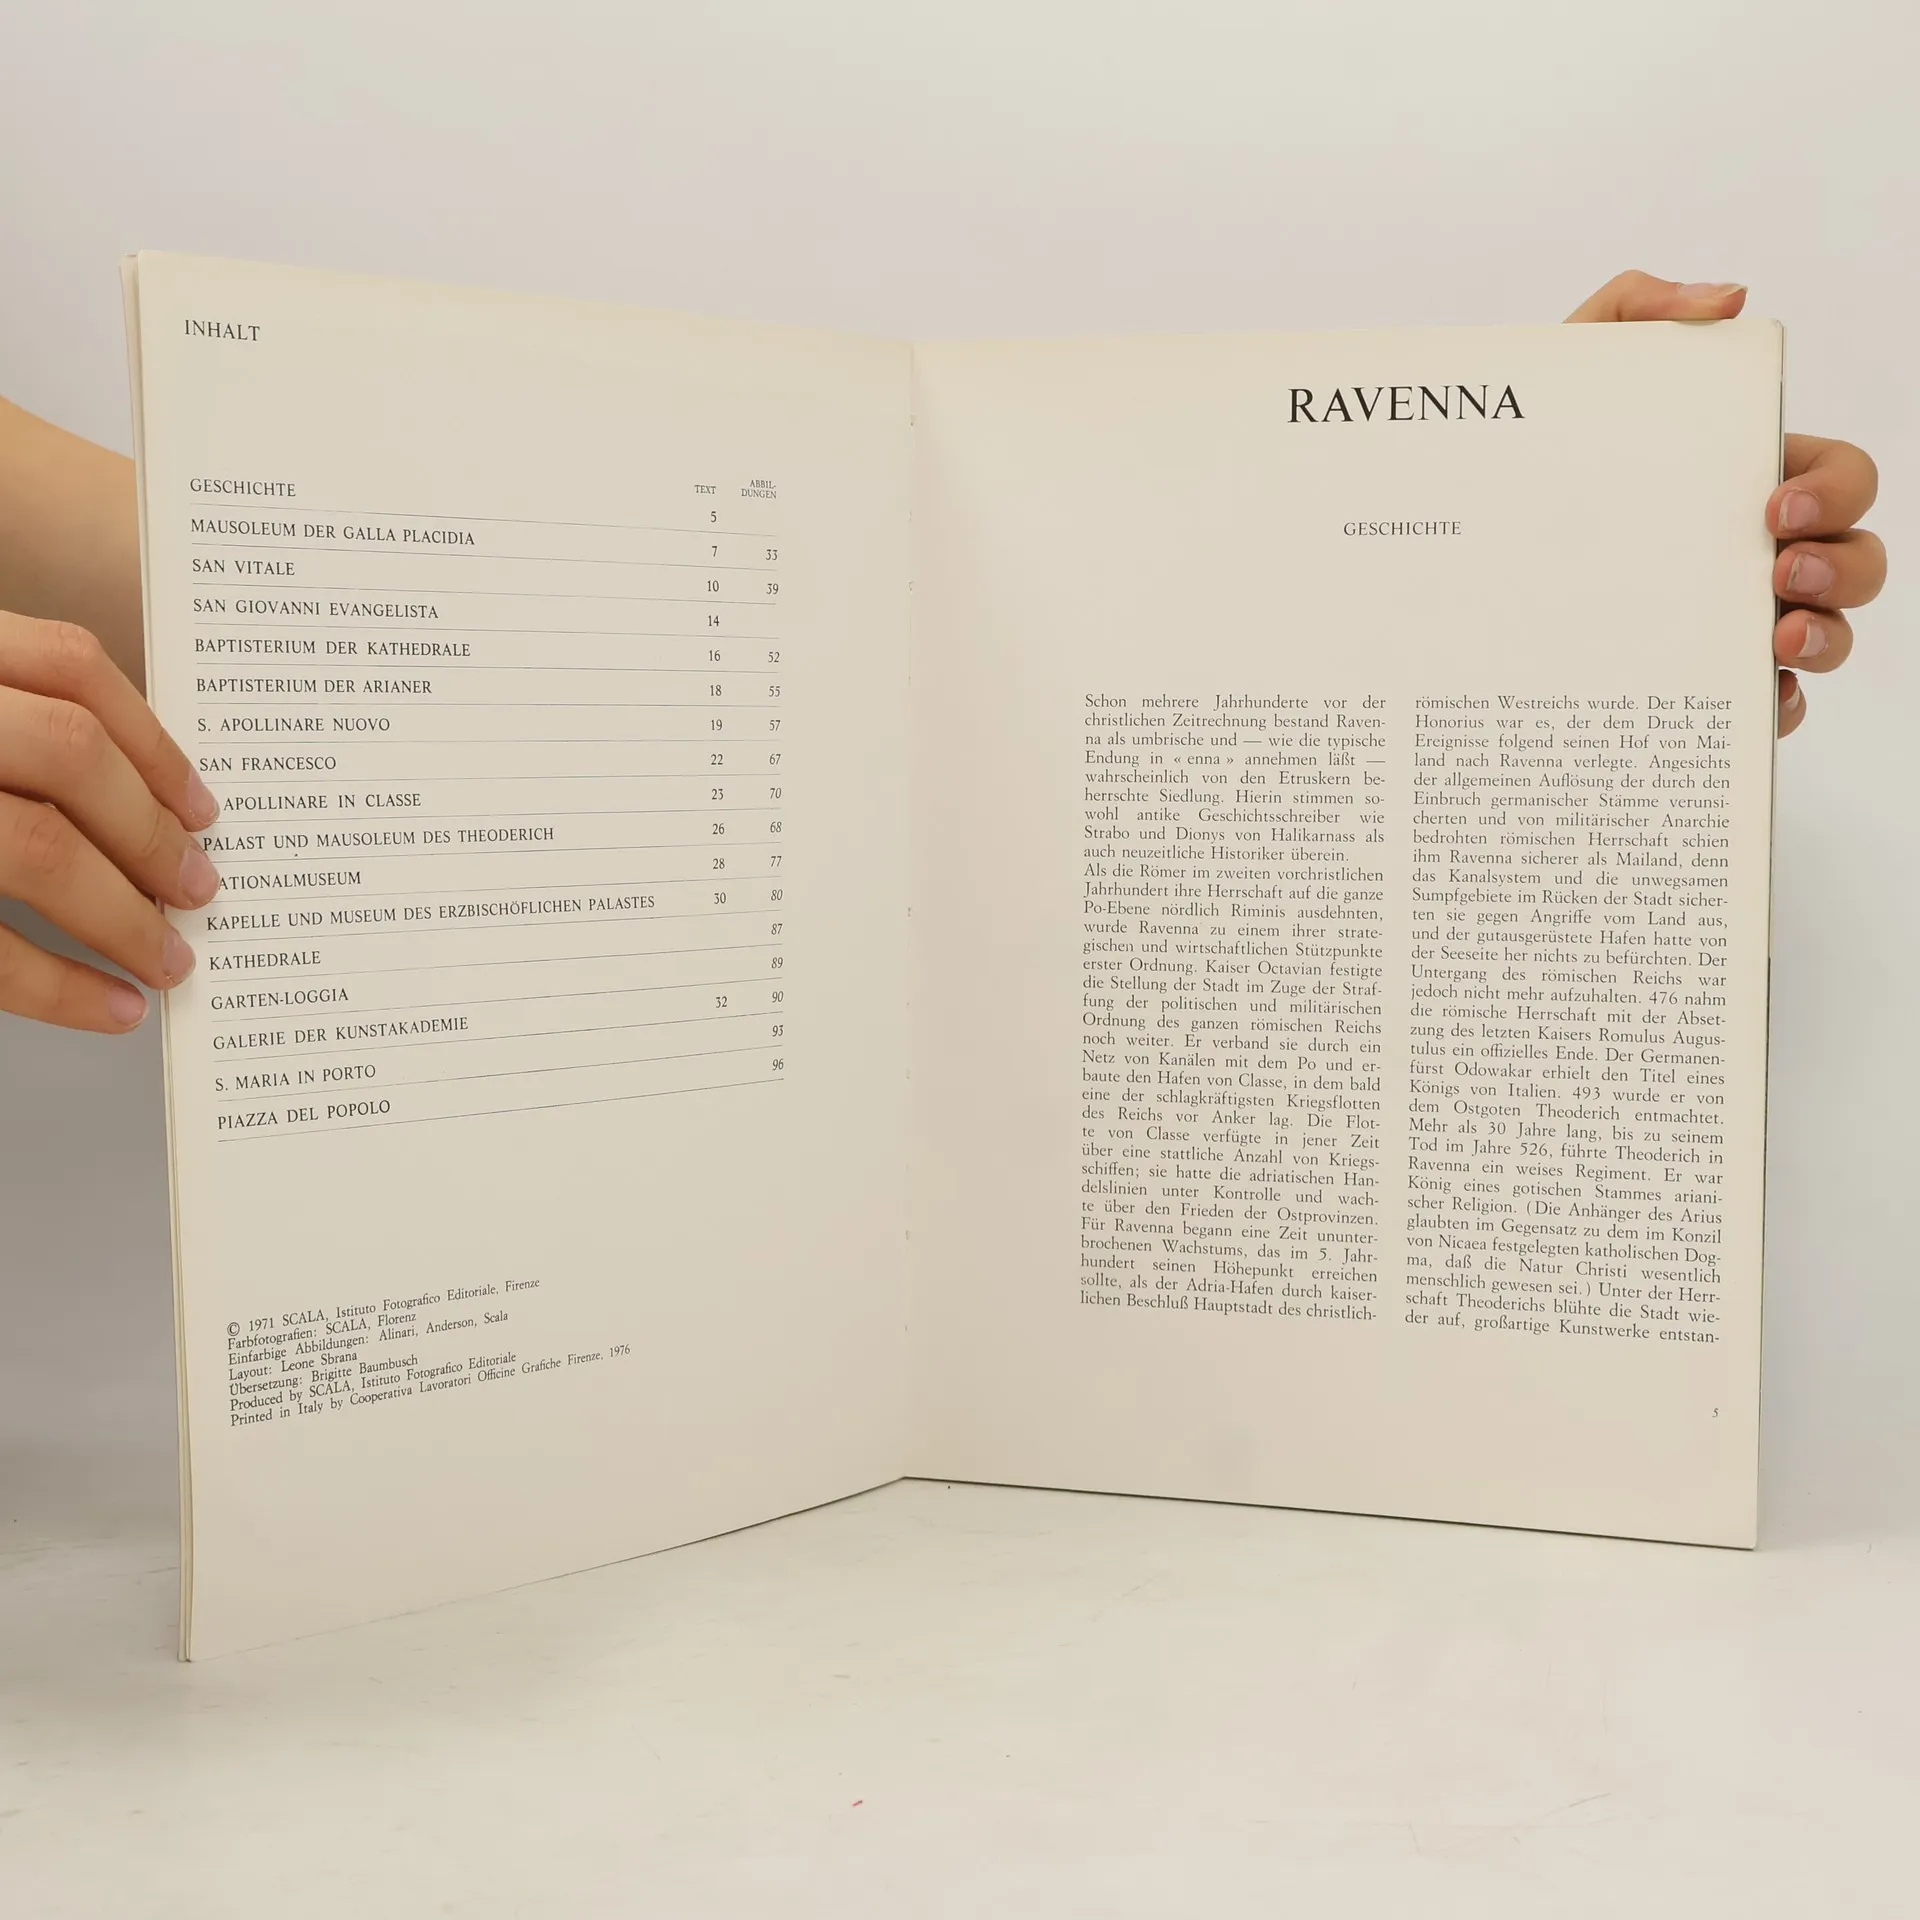 INHALT
TEXT ABBIL-
DUNGEN
GESCHICHTE 5
MAUSOLEUM DER GALLA PLACIDIA 7 33
SAN VITALE 10 39
SAN GIOVANNI EVANGELISTA 14
BAPTISTERIUM DER KATHEDRALE 16 52
BAPTISTERIUM DER ARIANER 18 55
S. APOLLINARE NUOVO 19 57
SAN FRANCESCO 22 67
APOLLINARE IN CLASSE 23 70
PALAST UND MAUSOLEUM DES THEODERICH 26 68
ATIONALMUSEUM 28 77
KAPELLE UND MUSEUM DES ERZBISCHÖFLICHEN PALASTES 30 80
KATHEDRALE 87
GARTEN-LOGGIA 89
GALERIE DER KUNSTAKADEMIE 32 90
S. MARIA IN PORTO 93
PIAZZA DEL POPOLO 96
© 1971 SCALA, Istituto Fotografico Editoriale, Firenze
Farbfotografien: SCALA, Florenz
Einfarbige Abbildungen: Alinari, Anderson, Scala
Layout: Leone Sbrana
Übersetzung: Brigitte Baumbusch
Produced by SCALA, Istituto Fotografico Editoriale
Printed in Italy by Cooperativa Lavoratori Officine Grafiche Firenze, 1976
RAVENNA
GESCHICHTE
Schon mehrere Jahrhunderte vor der
christlichen Zeitrechnung bestand Raven-
na als umbrische und — wie die typische
Endung in « enna » annehmen läßt —
wahrscheinlich von den Etruskern be-
herrschte Siedlung. Hierin stimmen so-
wohl antike Geschichtsschreiber wie
Strabo und Dionys von Halikarnass als
auch neuzeitliche Historiker überein.
Als die Römer im zweiten vorchristlichen
Jahrhundert ihre Herrschaft auf die ganze
Po-Ebene nördlich Riminis ausdehnten,
wurde Ravenna zu einem ihrer strate-
gischen und wirtschaftlichen Stützpunkte
erster Ordnung. Kaiser Octavian festigte
die Stellung der Stadt im Zuge der Straf-
fung der politischen und militärischen
Ordnung des ganzen römischen Reichs
noch weiter. Er verband sie durch ein
Netz von Kanälen mit dem Po und er-
baute den Hafen von Classe, in dem bald
eine der schlagkräftigsten Kriegsflotten
des Reichs vor Anker lag. Die Flot-
te von Classe verfügte in jener Zeit
über eine stattliche Anzahl von Kriegs-
schiffen; sie hatte die adriatischen Han-
delslinien unter Kontrolle und wach-
te über den Frieden der Ostprovinzen.
Für Ravenna begann eine Zeit ununter-
brochenen Wachstums, das im 5. Jahr-
hundert seinen Höhepunkt erreichen
sollte, als der Adria-Hafen durch kaiser-
lichen Beschluß Hauptstadt des christlich-
römischen Westreichs wurde. Der Kaiser
Honorius war es, der dem Druck der
Ereignisse folgend seinen Hof von Mai-
land nach Ravenna verlegte. Angesichts
der allgemeinen Auflösung der durch den
Einbruch germanischer Stämme verunsi-
cherten und von militärischer Anarchie
bedrohten römischen Herrschaft schien
ihm Ravenna sicherer als Mailand, denn
das Kanalsystem und die unwegsamen
Sumpfgebiete im Rücken der Stadt sicher-
ten sie gegen Angriffe vom Land aus,
und der gutausgerüstete Hafen hatte von
der Seeseite her nichts zu befürchten. Der
Untergang des römischen Reichs war
jedoch nicht mehr aufzuhalten. 476 nahm
die römische Herrschaft mit der Abset-
zung des letzten Kaisers Romulus Augus-
tulus ein offizielles Ende. Der Germanen-
fürst Odowakar erhielt den Titel eines
Königs von Italien. 493 wurde er von
dem Ostgoten Theoderich entmachtet.
Mehr als 30 Jahre lang, bis zu seinem
Tod im Jahre 526, führte Theoderich in
Ravenna ein weises Regiment. Er war
König eines gotischen Stammes ariani-
scher Religion. (Die Anhänger des Arius
glaubten im Gegensatz zu dem im Konzil
von Nicaea festgelegten katholischen Dog-
ma, daß die Natur Christi wesentlich
menschlich gewesen sei.) Unter der Herr-
schaft Theoderichs blühte die Stadt wie-
der auf, großartige Kunstwerke entstan-
5